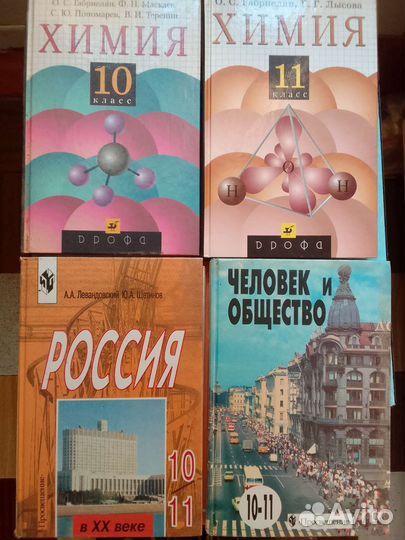 О. С. Габриелян, Ф. Н. Маскаев,
С. Ю. Пономарев, В. И. Теренин
ХИМИЯ
10
класс
дрофа
О. С. Габриелян, Г. Г. Лысова
ХИМИЯ
11
класс
O
H
H
дрофа
А.А. Левандовский Ю.А. Щетинов
РОССИЯ
10
11
в XX веке
Просвещение
ЧЕЛОВЕК И
ОБЩЕСТВО
10-11
Просвещение
Avito